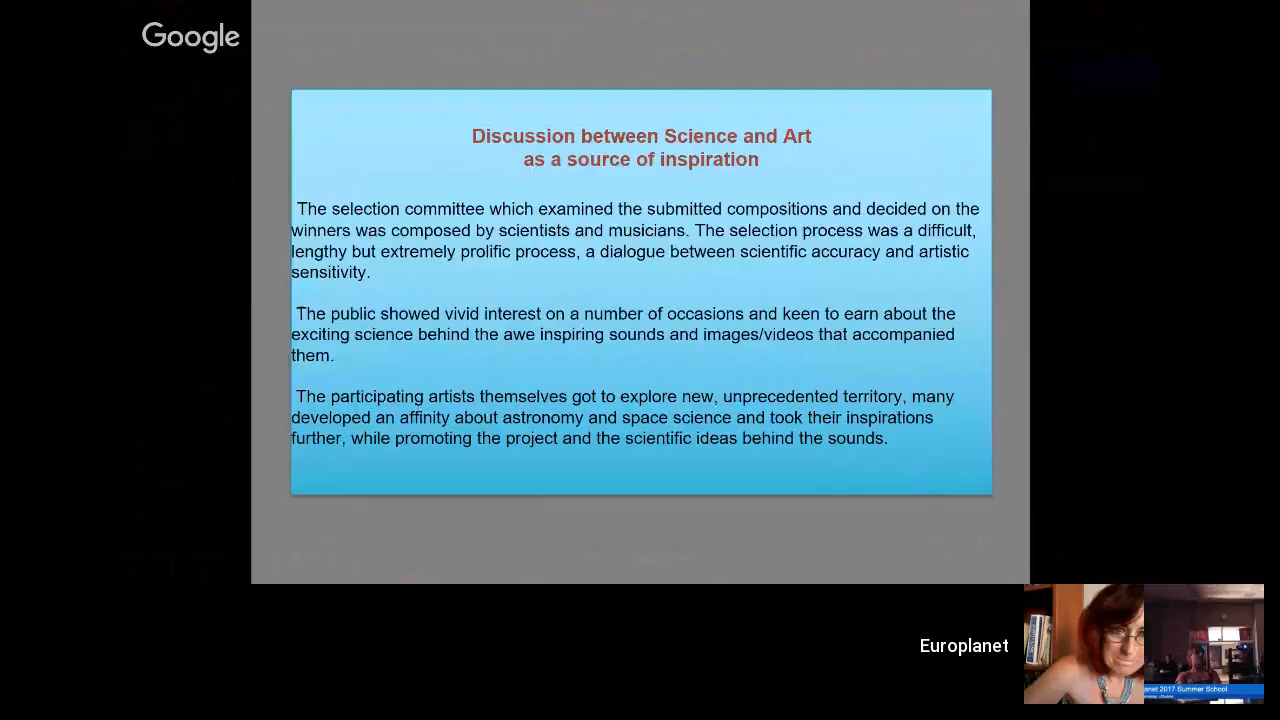 Google
Discussion between Science and Art
as a source of inspiration
The selection committee which examined the submitted compositions and decided on the
winners was composed by scientists and musicians. The selection process was a difficult,
lengthy but extremely prolific process, a dialogue between scientific accuracy and artistic
sensitivity.
The public showed vivid interest on a number of occasions and keen to earn about the
exciting science behind the awe inspiring sounds and images/videos that accompanied
them.
The participating artists themselves got to explore new, unprecedented territory, many
developed an affinity about astronomy and space science and took their inspirations
further, while promoting the project and the scientific ideas behind the sounds.
Europlanet
anet 2017 Summer School